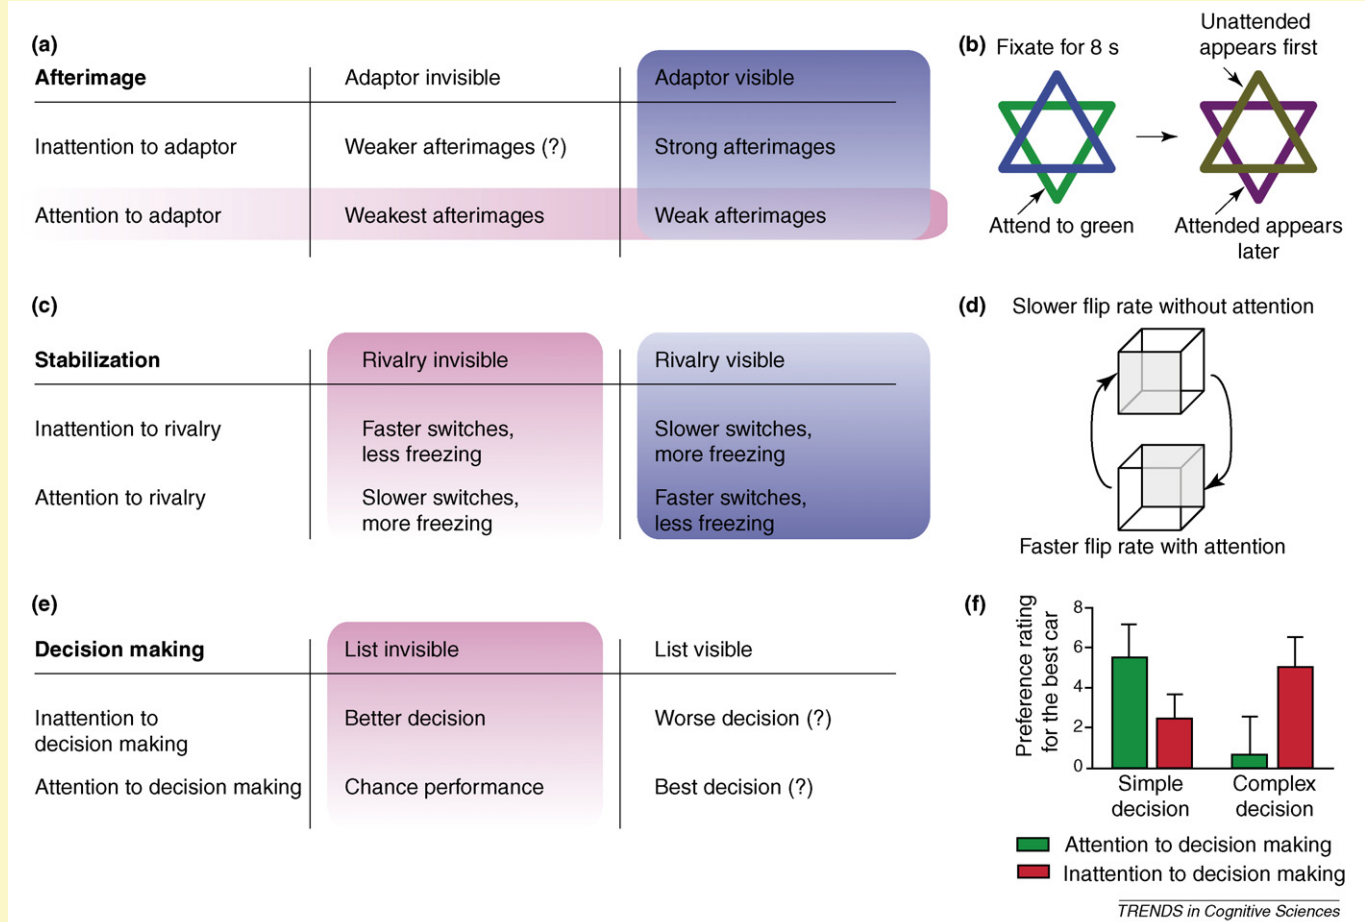 (a)
Afterimage Adaptor invisible Adaptor visible
Inattention to adaptor Weaker afterimages (?) Strong afterimages
Attention to adaptor Weakest afterimages Weak afterimages
(b) Fixate for 8 s
Unattended
appears first
Attend to green
Attended appears
later
(c)
Stabilization Rivalry invisible Rivalry visible
Inattention to rivalry
Faster switches,
less freezing
Slower switches,
more freezing
Attention to rivalry
Slower switches,
more freezing
Faster switches,
less freezing
(d)
Slower flip rate without attention
Faster flip rate with attention
(e)
Decision making List invisible List visible
Inattention to
decision making
Better decision
Worse decision (?)
Attention to decision making Chance performance Best decision (?)
(f)
Preference rating
for the best car
8
6
4
2
0
Simple
decision
Complex
decision
Attention to decision making
Inattention to decision making
TRENDS in Cognitive Sciences